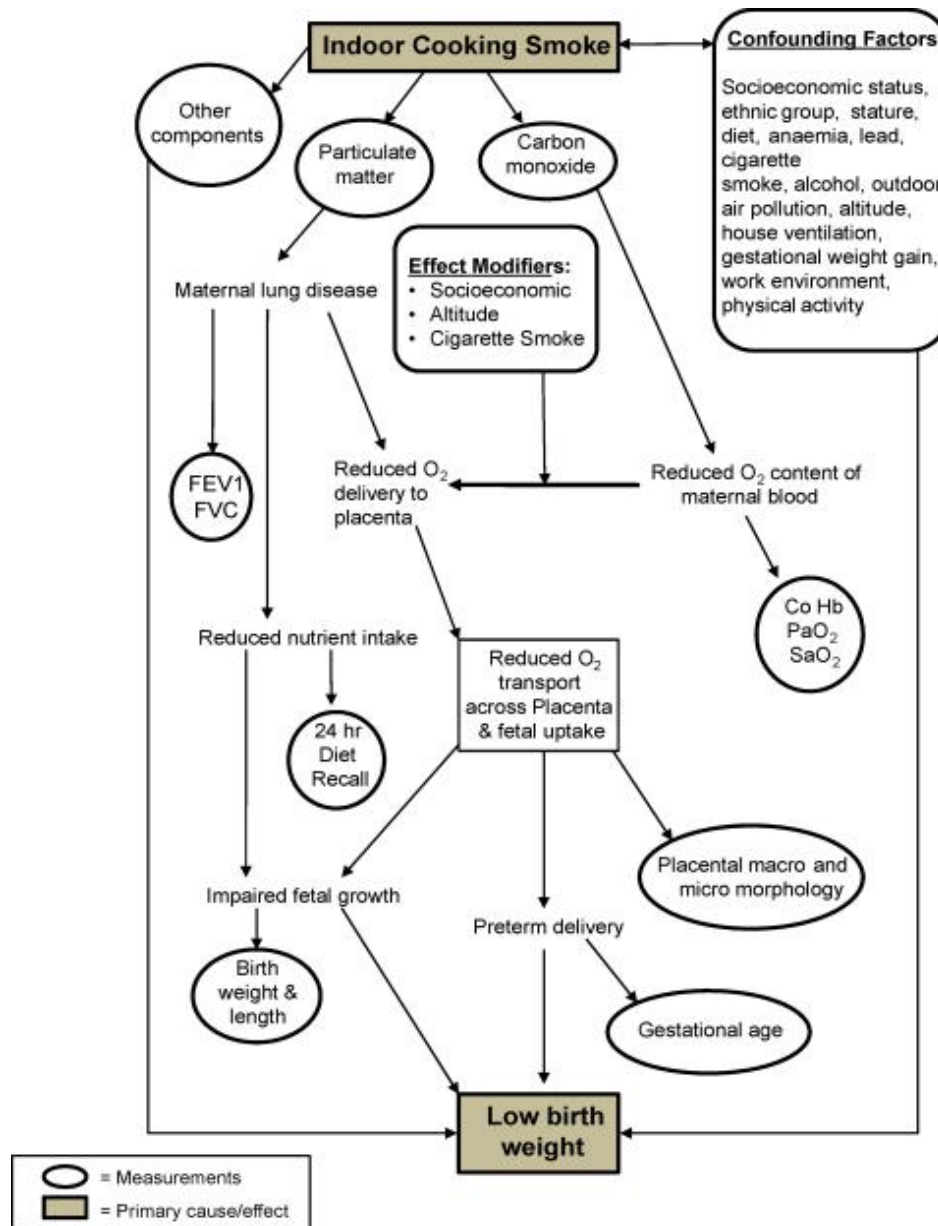 Indoor Cooking Smoke
Confounding Factors
Socioeconomic status,
ethnic group, stature,
diet, anaemia, lead,
cigarette
smoke, alcohol, outdoor
air pollution, altitude,
house ventilation,
gestational weight gain,
work environment,
physical activity
Other
components
Particulate
matter
Carbon
monoxide
Effect Modifiers:
• Socioeconomic
• Altitude
• Cigarette Smoke
Maternal lung disease
FEV1
FVC
Reduced O₂
delivery to
placenta
Reduced O₂ content of
maternal blood
Co Hb
PaO₂
SaO₂
Reduced nutrient intake
24 hr
Diet
Recall
Reduced O₂
transport
across Placenta
& fetal uptake
Placental macro and
micro morphology
Impaired fetal growth
Birth
weight &
length
Preterm delivery
Gestational age
Low birth
weight
= Measurements
= Primary cause/effect